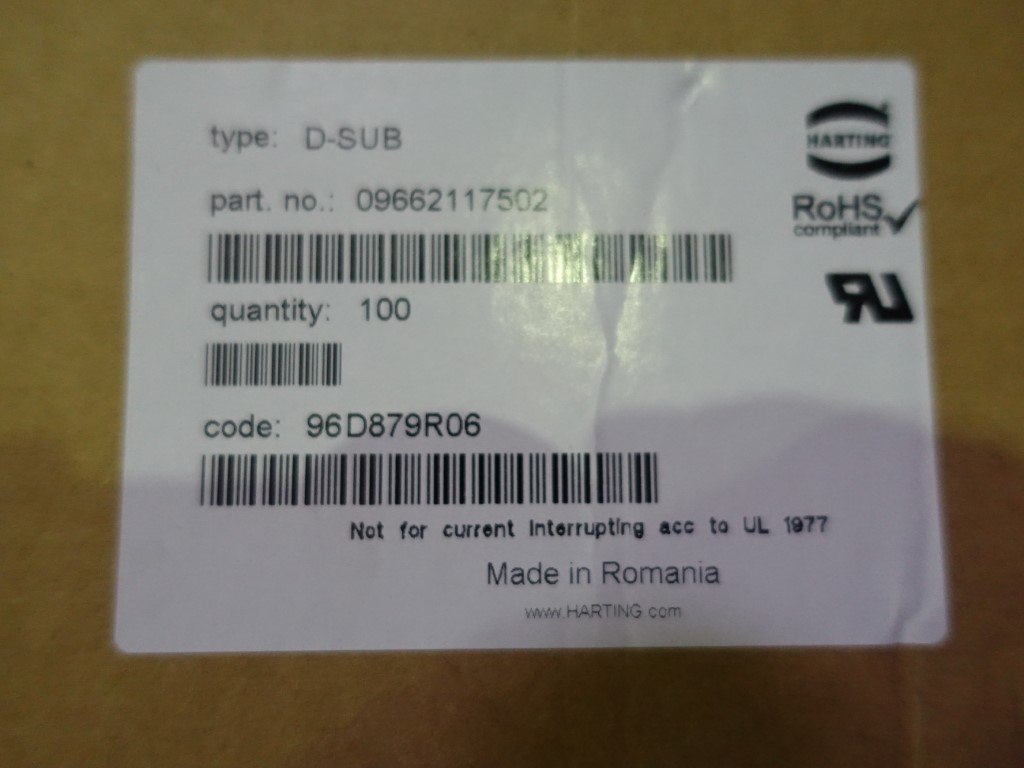 type: D-SUB
HARTING
part. no.: 09662117502
RoHS
compliant
quantity: 100
code: 96D879R06
Not for current interrupting acc to UL 1977
Made in Romania
www.HARTING.com